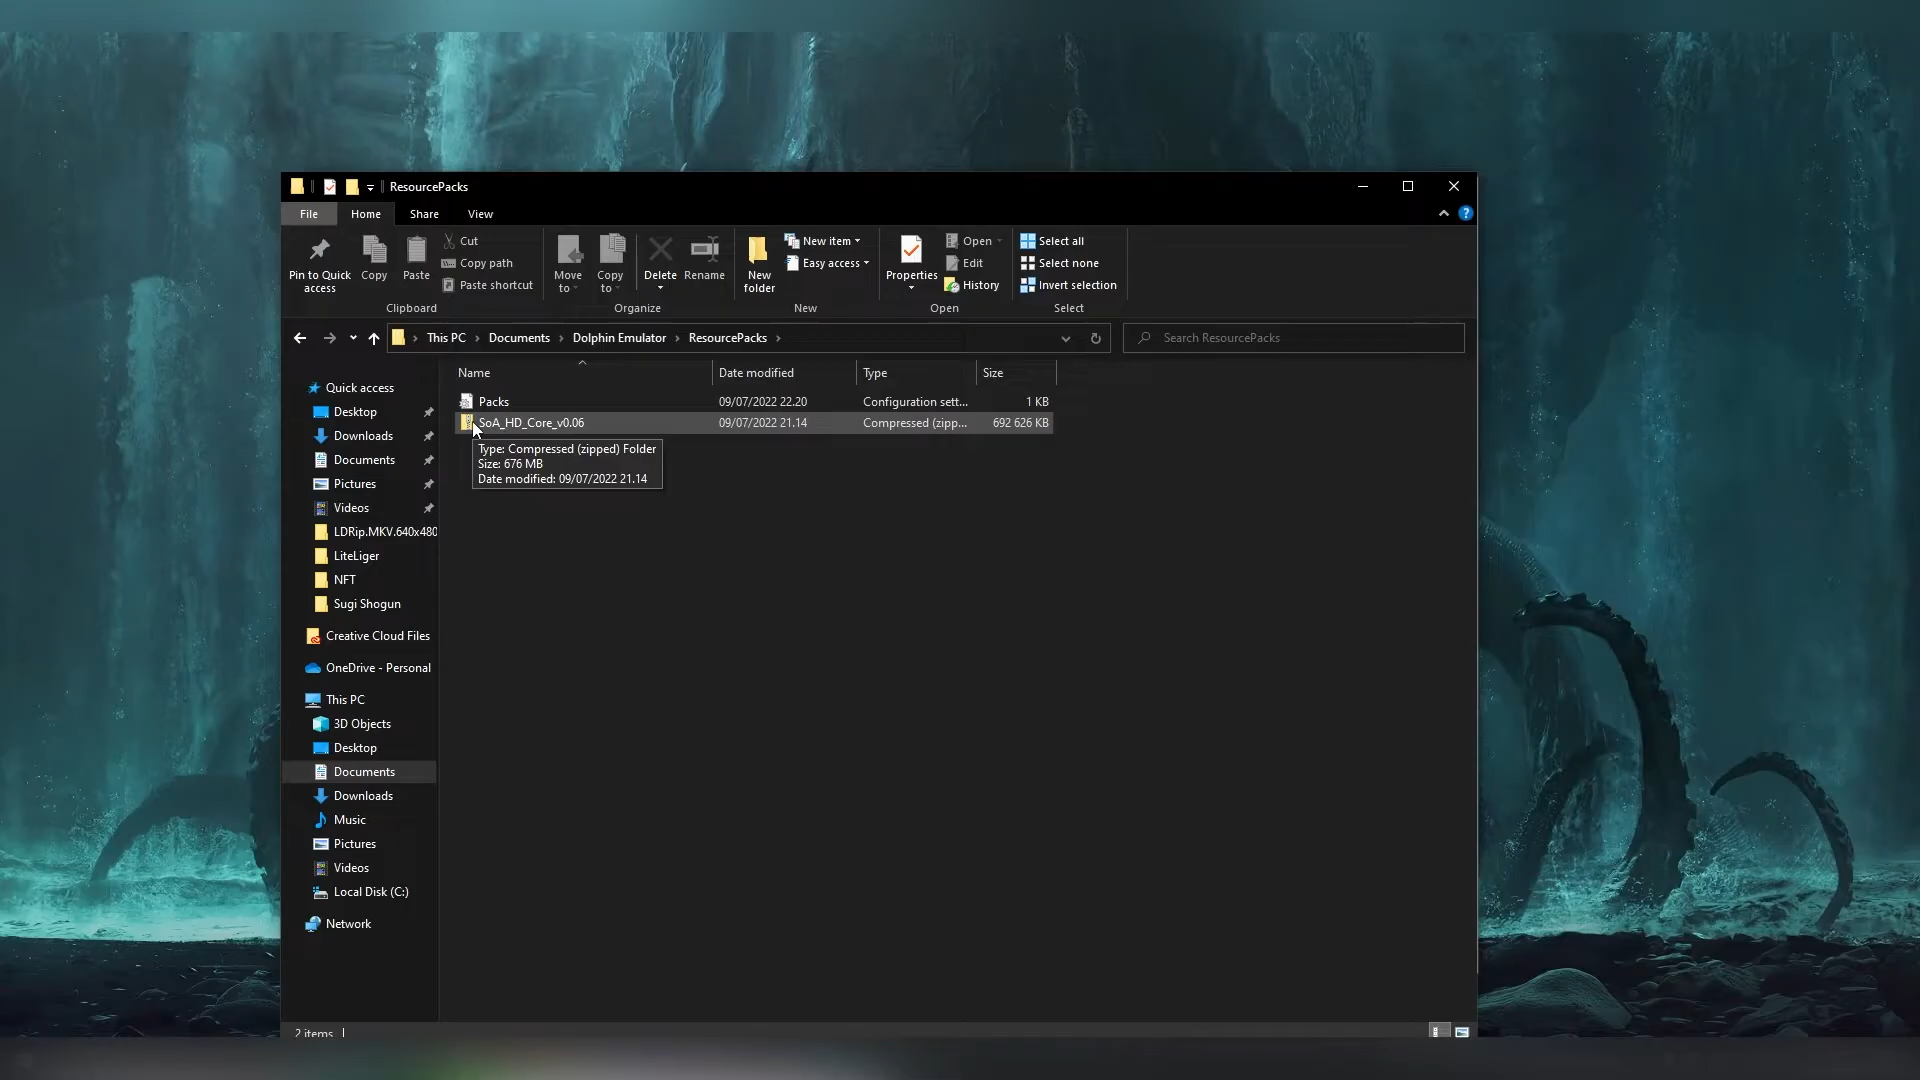 ResourcePacks
File Home Share View
Pin to Quick access
Copy
Paste
Cut
Copy path
Paste shortcut
Clipboard
Move to
Copy to
Delete
Rename
Organize
New folder
New item
Easy access
New
Properties
Open
Edit
History
Open
Select all
Select none
Invert selection
Select
This PC > Documents > Dolphin Emulator > ResourcePacks >
Search ResourcePacks
Name Date modified Type Size
Packs 09/07/2022 22.20 Configuration sett... 1 KB
SoA_HD_Core_v0.06 09/07/2022 21.14 Compressed (zipp... 692 626 KB
Type: Compressed (zipped) Folder
Size: 676 MB
Date modified: 09/07/2022 21.14
Quick access
Desktop
Downloads
Documents
Pictures
Videos
LDRip.MKV.640x480
LiteLiger
NFT
Sugi Shogun
Creative Cloud Files
OneDrive - Personal
This PC
3D Objects
Desktop
Documents
Downloads
Music
Pictures
Videos
Local Disk (C:)
Network
2 items